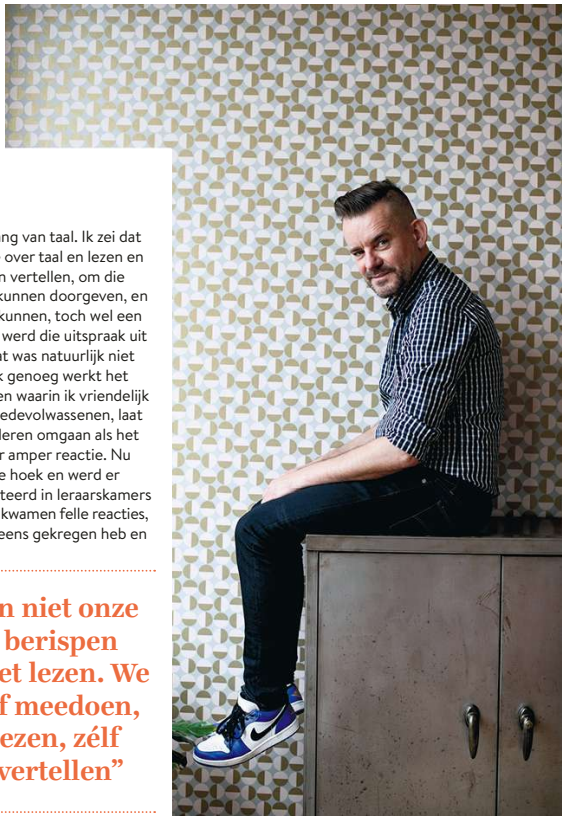 ng van taal. Ik zei dat
over taal en lezen en
n vertellen, om die
kunnen doorgeven, en
kunnen, toch wel een
werd die uitspraak uit
at was natuurlijk niet
k genoeg werkt het
en waarin ik vriendelijk
edevolwassenen, laat
deren omgaan als het
r amper reactie. Nu
e hoek en werd er
teerd in leraarskamers
kwamen felle reacties,
eens gekregen heb en
n niet onze
berispen
et lezen. We
f meedoen,
ezen, zélf
vertellen”